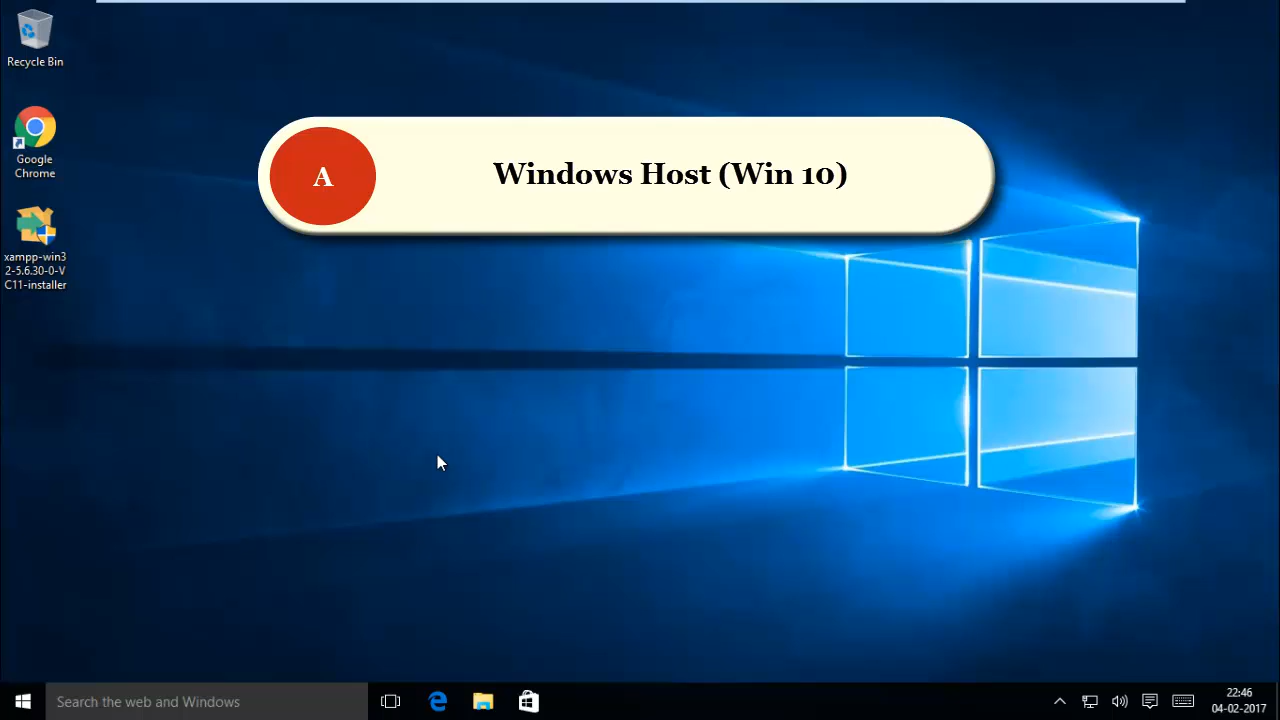 Recycle Bin
Google
Chrome
xampp-win3
2-5.6.30-0-V
C11-installer
A
Windows Host (Win 10)
Search the web and Windows
22:46
04-02-2017